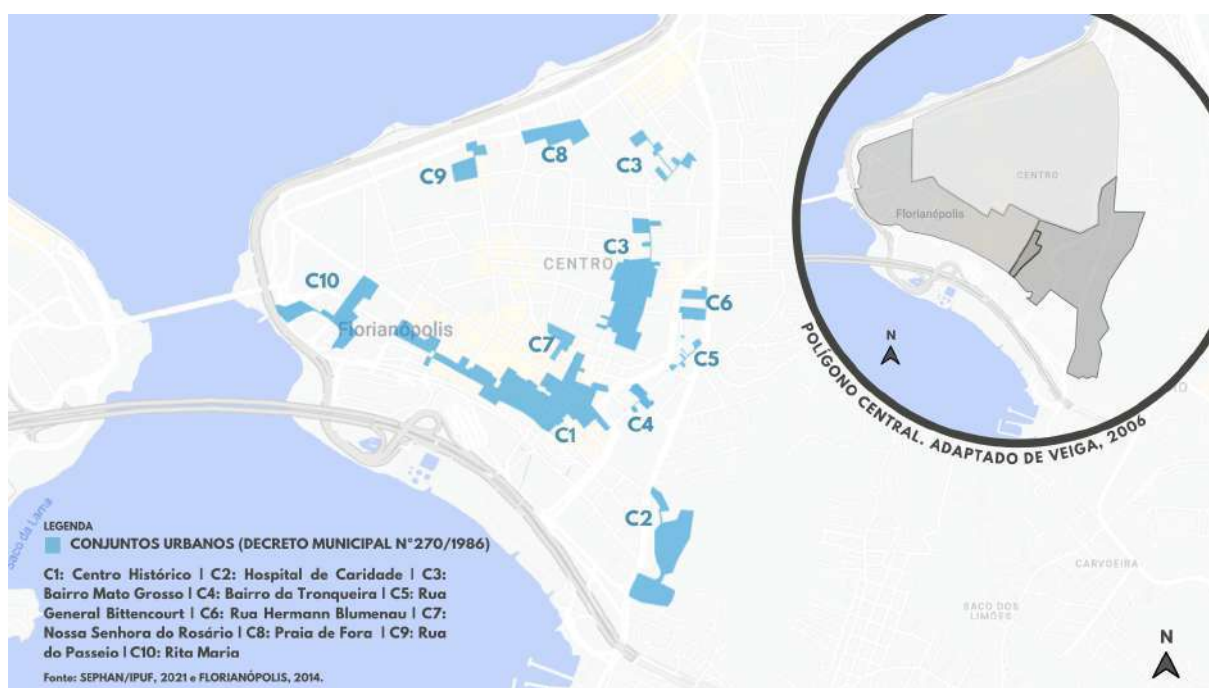 C8
C3
C9
C3
CENTRO
C10
C6
Florianópolis
C7
C5
C1
C4
C2
Saco da Lama
CENTRO
Florianópolis
N
POLÍGONO CENTRAL. ADAPTADO DE VEIGA, 2006
CARVOEIRA
SACO DOS
LIMÕES
N
LEGENDA
CONJUNTOS URBANOS (DECRETO MUNICIPAL N°270/1986)
C1: Centro Histórico | C2: Hospital de Caridade | C3:
Bairro Mato Grosso | C4: Bairro da Tronqueira | C5: Rua
General Bittencourt | C6: Rua Hermann Blumenau | C7:
Nossa Senhora do Rosário | C8: Praia de Fora | C9: Rua
do Passeio | C10: Rita Maria
Fonte: SEPHAN/IPUF, 2021 e FLORIANÓPOLIS, 2014.